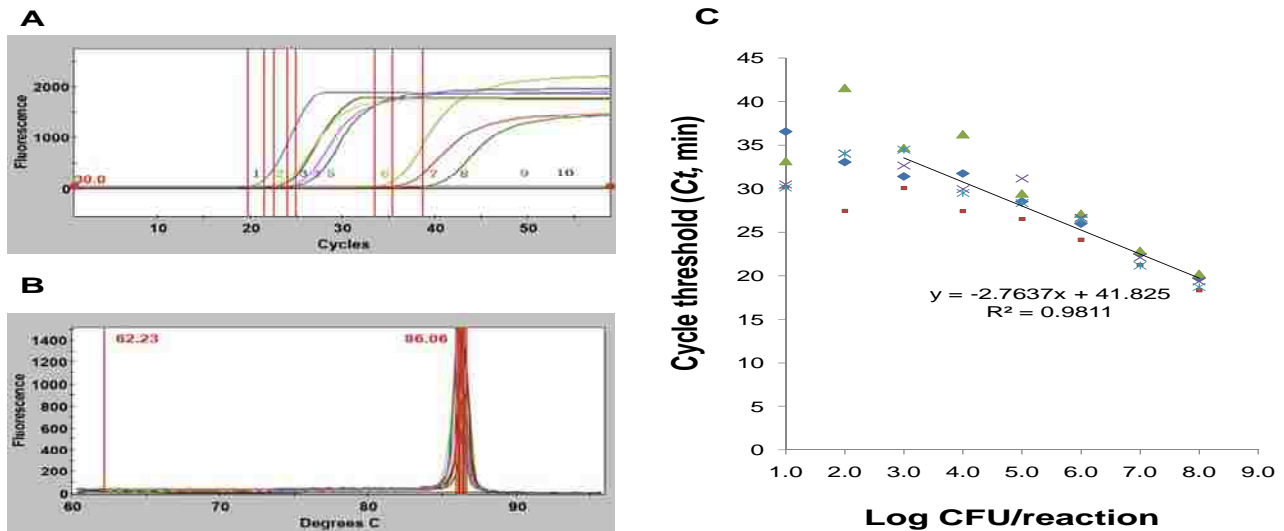 A
Fluorescence
2000
1000
0
30.0
1 2 3 4 5 6 7 8 9 10
10 20 30 40 50
Cycles
B
Fluorescence
1400
1200
1000
800
600
400
200
0
62.23 86.06
60 70 80 90
Degrees C
C
Cycle threshold (Ct, min)
45
40
35
30
25
20
15
10
5
0
y = -2.7637x + 41.825
R² = 0.9811
1.0 2.0 3.0 4.0 5.0 6.0 7.0 8.0 9.0
Log CFU/reaction